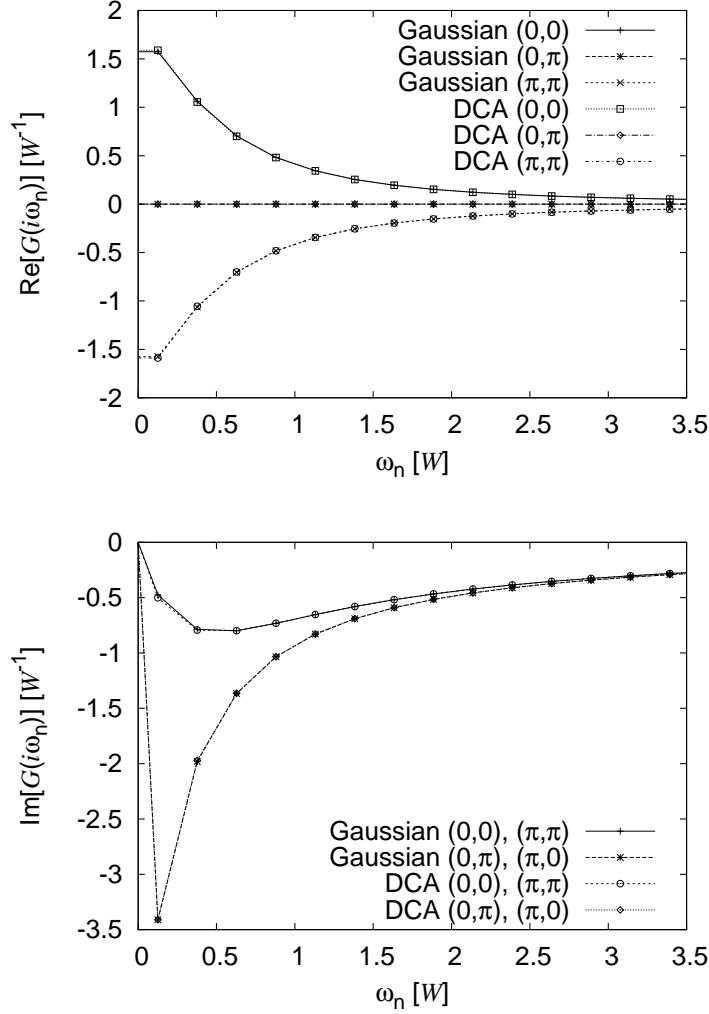 2
1.5
1
0.5
0
-0.5
-1
-1.5
-2
Re[G(iωn)] [W-1]
Gaussian (0,0)
Gaussian (0,π)
Gaussian (π,π)
DCA (0,0)
DCA (0,π)
DCA (π,π)
0 0.5 1 1.5 2 2.5 3 3.5
ωn [W]
0
-0.5
-1
-1.5
-2
-2.5
-3
-3.5
Im[G(iωn)] [W-1]
Gaussian (0,0), (π,π)
Gaussian (0,π), (π,0)
DCA (0,0), (π,π)
DCA (0,π), (π,0)
0 0.5 1 1.5 2 2.5 3 3.5
ωn [W]